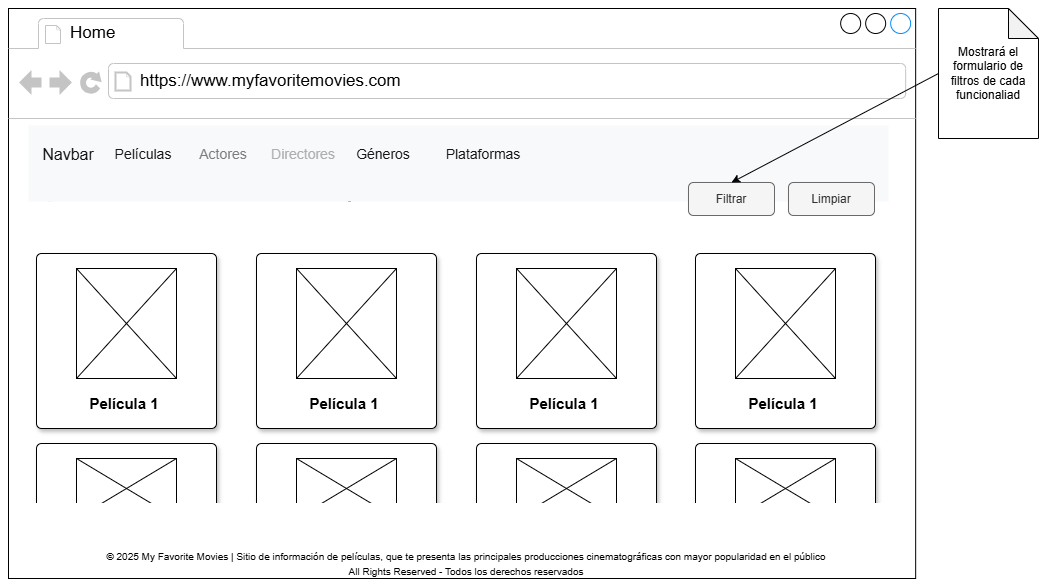 Home
https://www.myfavoritemovies.com
Mostrará el
formulario de
filtros de cada
funcionaliad
Navbar Películas Actores Directores Géneros Plataformas
Filtrar Limpiar
Película 1 Película 1 Película 1 Película 1
© 2025 My Favorite Movies | Sitio de información de películas, que te presenta las principales producciones cinematográficas con mayor popularidad en el público
All Rights Reserved - Todos los derechos reservados